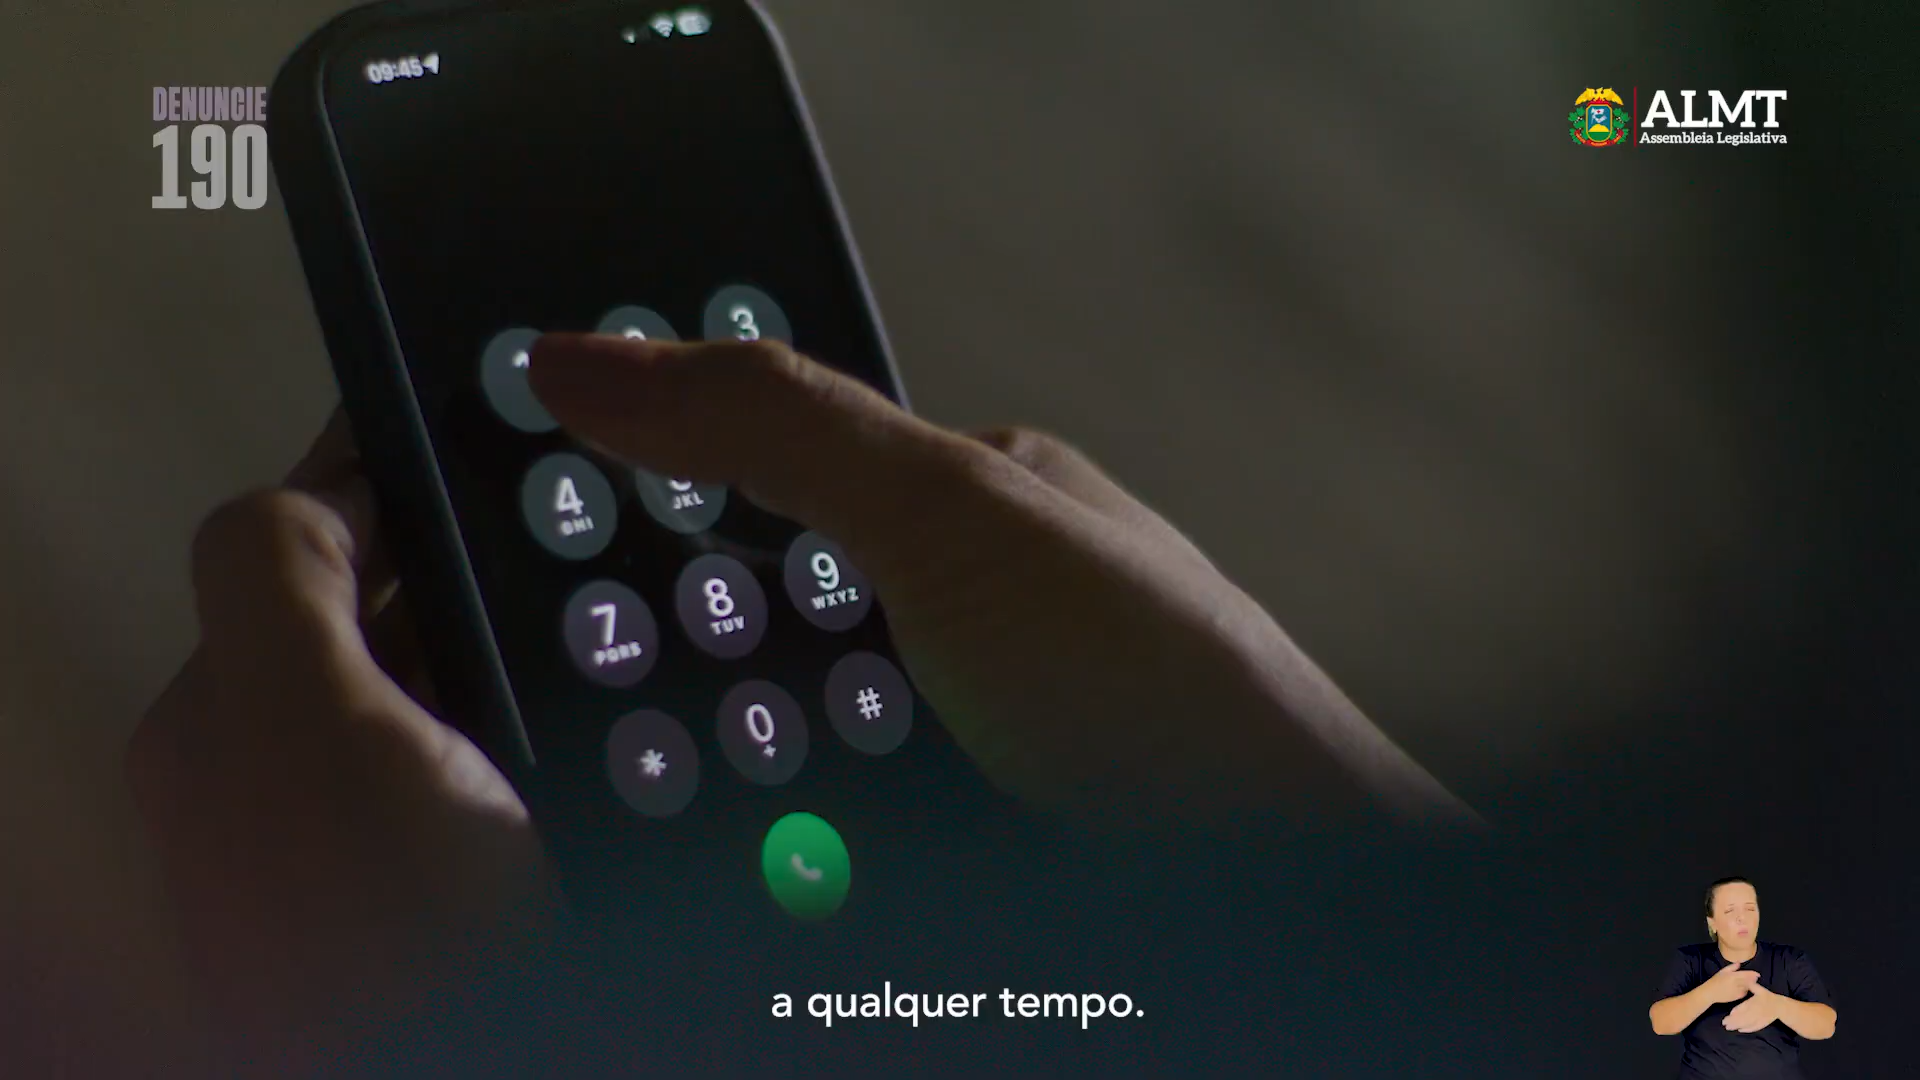 09:45
DENUNCIE
190
ALMT
Assembleia Legislativa
3
4
GHI
JKL
7
PQRS
8
TUV
9
WXYZ
*
0
+
#
a qualquer tempo.